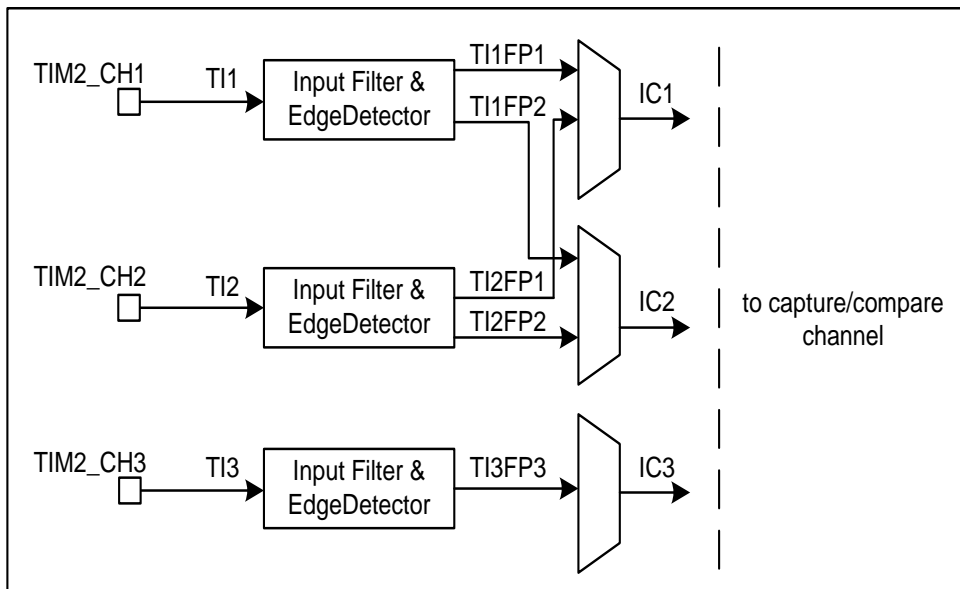 TIM2_CH1
TI1
Input Filter &
EdgeDetector
TI1FP1
TI1FP2
IC1
TIM2_CH2
TI2
Input Filter &
EdgeDetector
TI2FP1
TI2FP2
IC2
to capture/compare
channel
TIM2_CH3
TI3
Input Filter &
EdgeDetector
TI3FP3
IC3